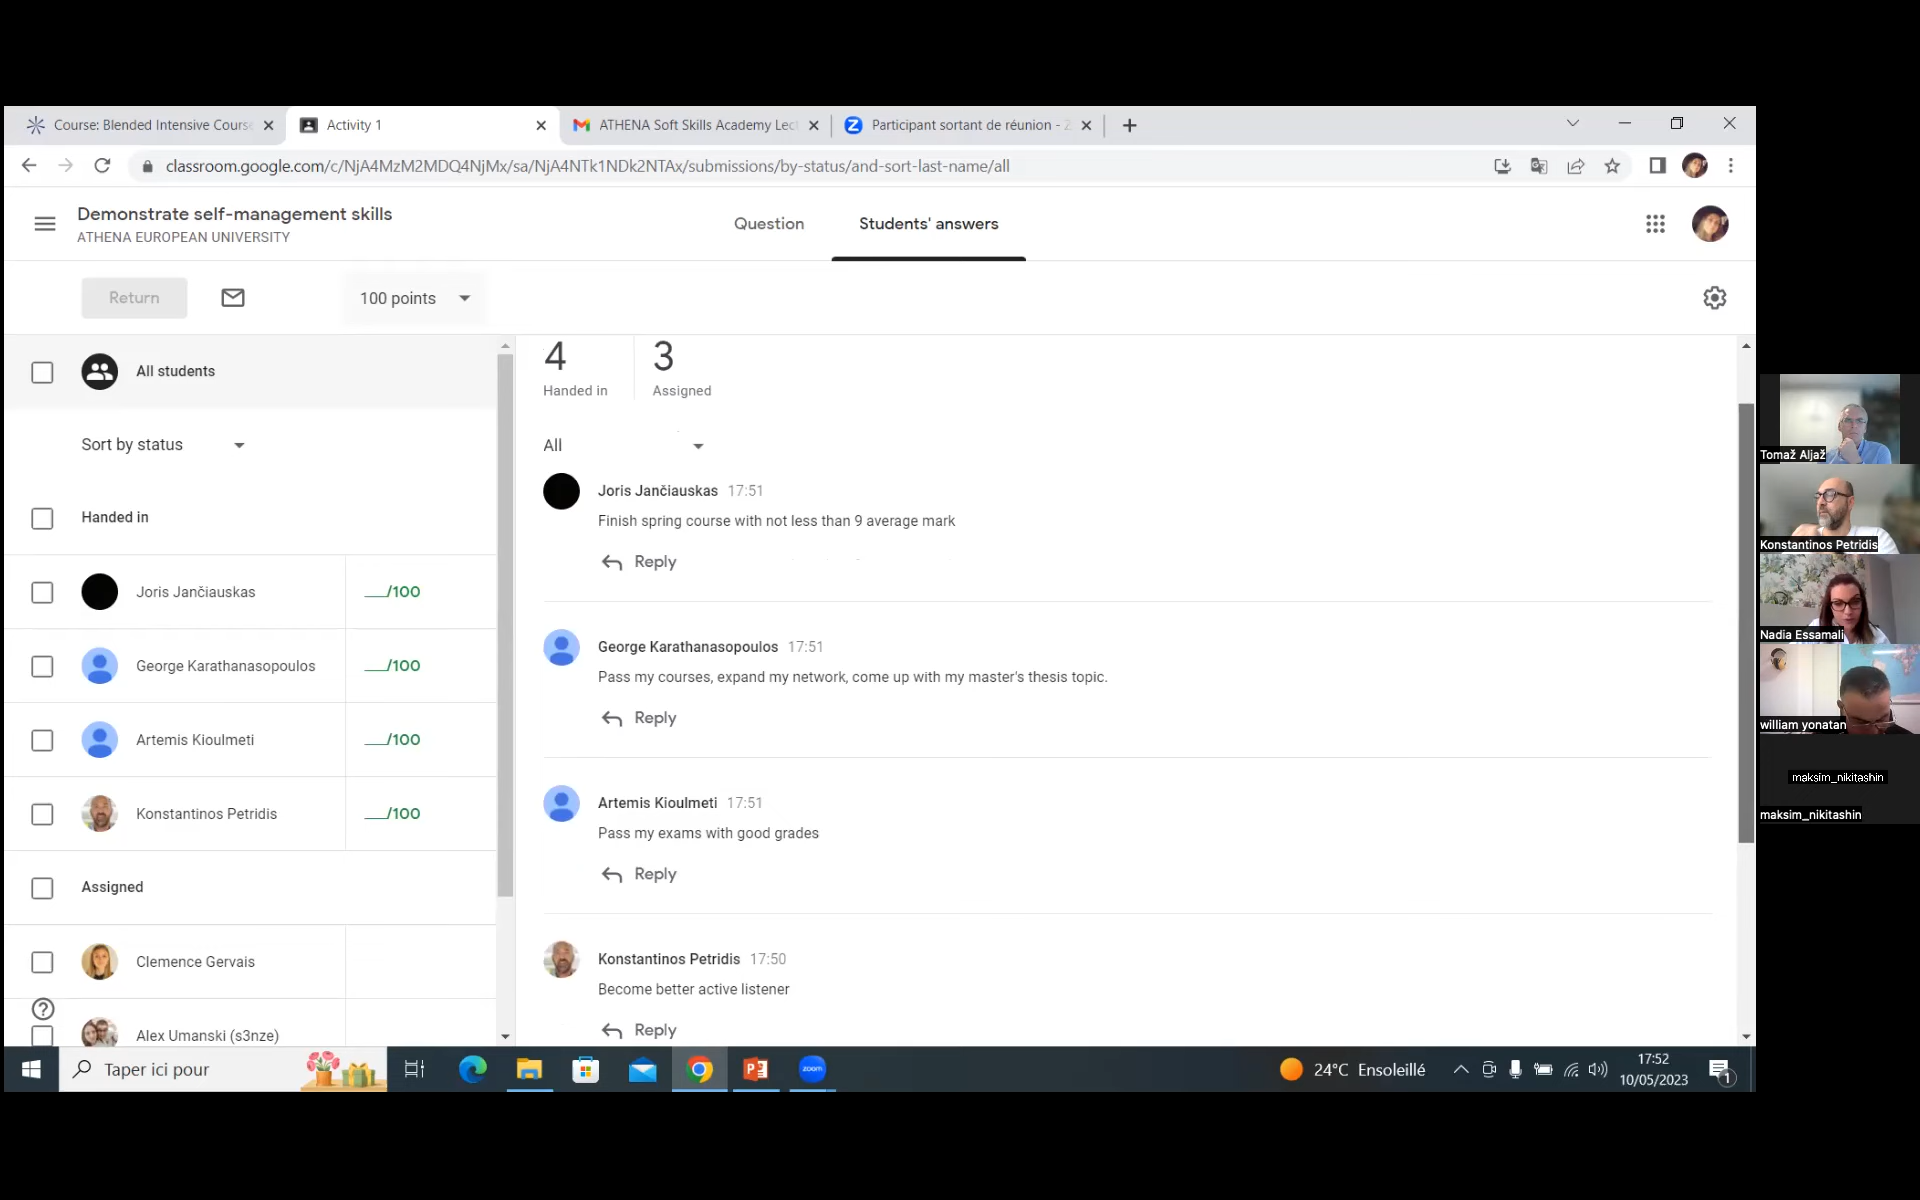 Course: Blended Intensive Course
Activity 1
ATHENA Soft Skills Academy Lect
Participant sortant de réunion - Z
classroom.google.com/c/NjA4MzM2MDQ4NjMx/sa/NjA4NTk1NDk2NTAx/submissions/by-status/and-sort-last-name/all
Demonstrate self-management skills
ATHENA EUROPEAN UNIVERSITY
Question
Students' answers
Return
100 points
All students
Sort by status
Handed in
Joris Jančiauskas
__/100
George Karathanasopoulos
__/100
Artemis Kioulmeti
__/100
Konstantinos Petridis
__/100
Assigned
Clemence Gervais
Alex Umanski (s3nze)
4
Handed in
3
Assigned
All
Joris Jančiauskas 17:51
Finish spring course with not less than 9 average mark
Reply
George Karathanasopoulos 17:51
Pass my courses, expand my network, come up with my master's thesis topic.
Reply
Artemis Kioulmeti 17:51
Pass my exams with good grades
Reply
Konstantinos Petridis 17:50
Become better active listener
Reply
Tomaž Aljaž
Konstantinos Petridis
Nadia Essamali
william yonatan
maksim_nikitashin
maksim_nikitashin
Taper ici pour
zoom
24°C Ensoleillé
17:52
10/05/2023
1